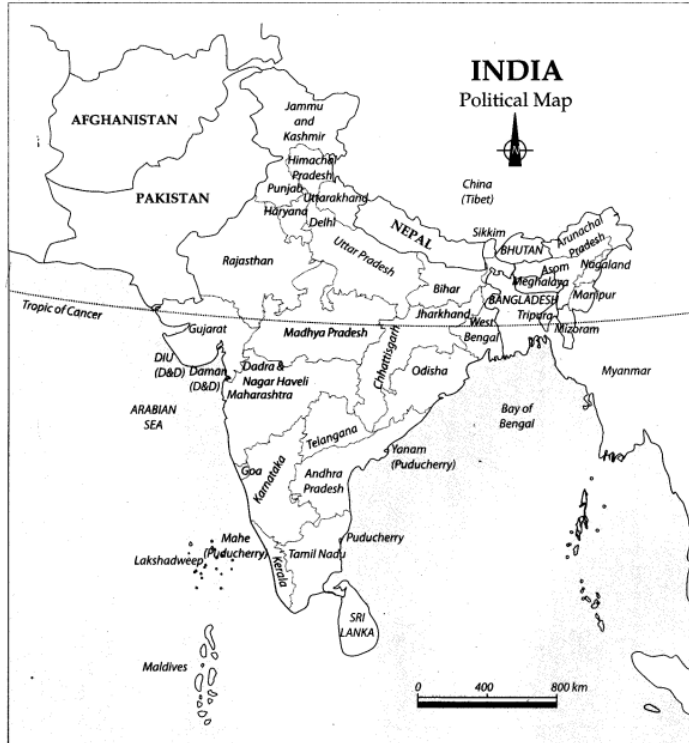 INDIA
Political Map
N
AFGHANISTAN
Jammu
and
Kashmir
PAKISTAN
Himachal
Pradesh
Punjab
Uttarakhand
Haryana
Delhi
China
(Tibet)
NEPAL
Sikkim
BHUTAN
Arunachal
Pradesh
Rajasthan
Uttar Pradesh
Bihar
Asom
Nagaland
Meghalaya
Manipur
BANGLADESH
Tripura
Mizoram
Tropic of Cancer
Gujarat
Madhya Pradesh
Jharkhand
West
Bengal
Chhattisgarh
Odisha
DIU
(D&D)
Daman
(D&D)
Dadra &
Nagar Haveli
Maharashtra
Myanmar
ARABIAN
SEA
Bay of
Bengal
Telangana
Yanam
(Puducherry)
Goa
Karnataka
Andhra
Pradesh
Mahe
(Puducherry)
Puducherry
Lakshadweep
Kerala
Tamil Nadu
SRI
LANKA
Maldives
0 400 800 km